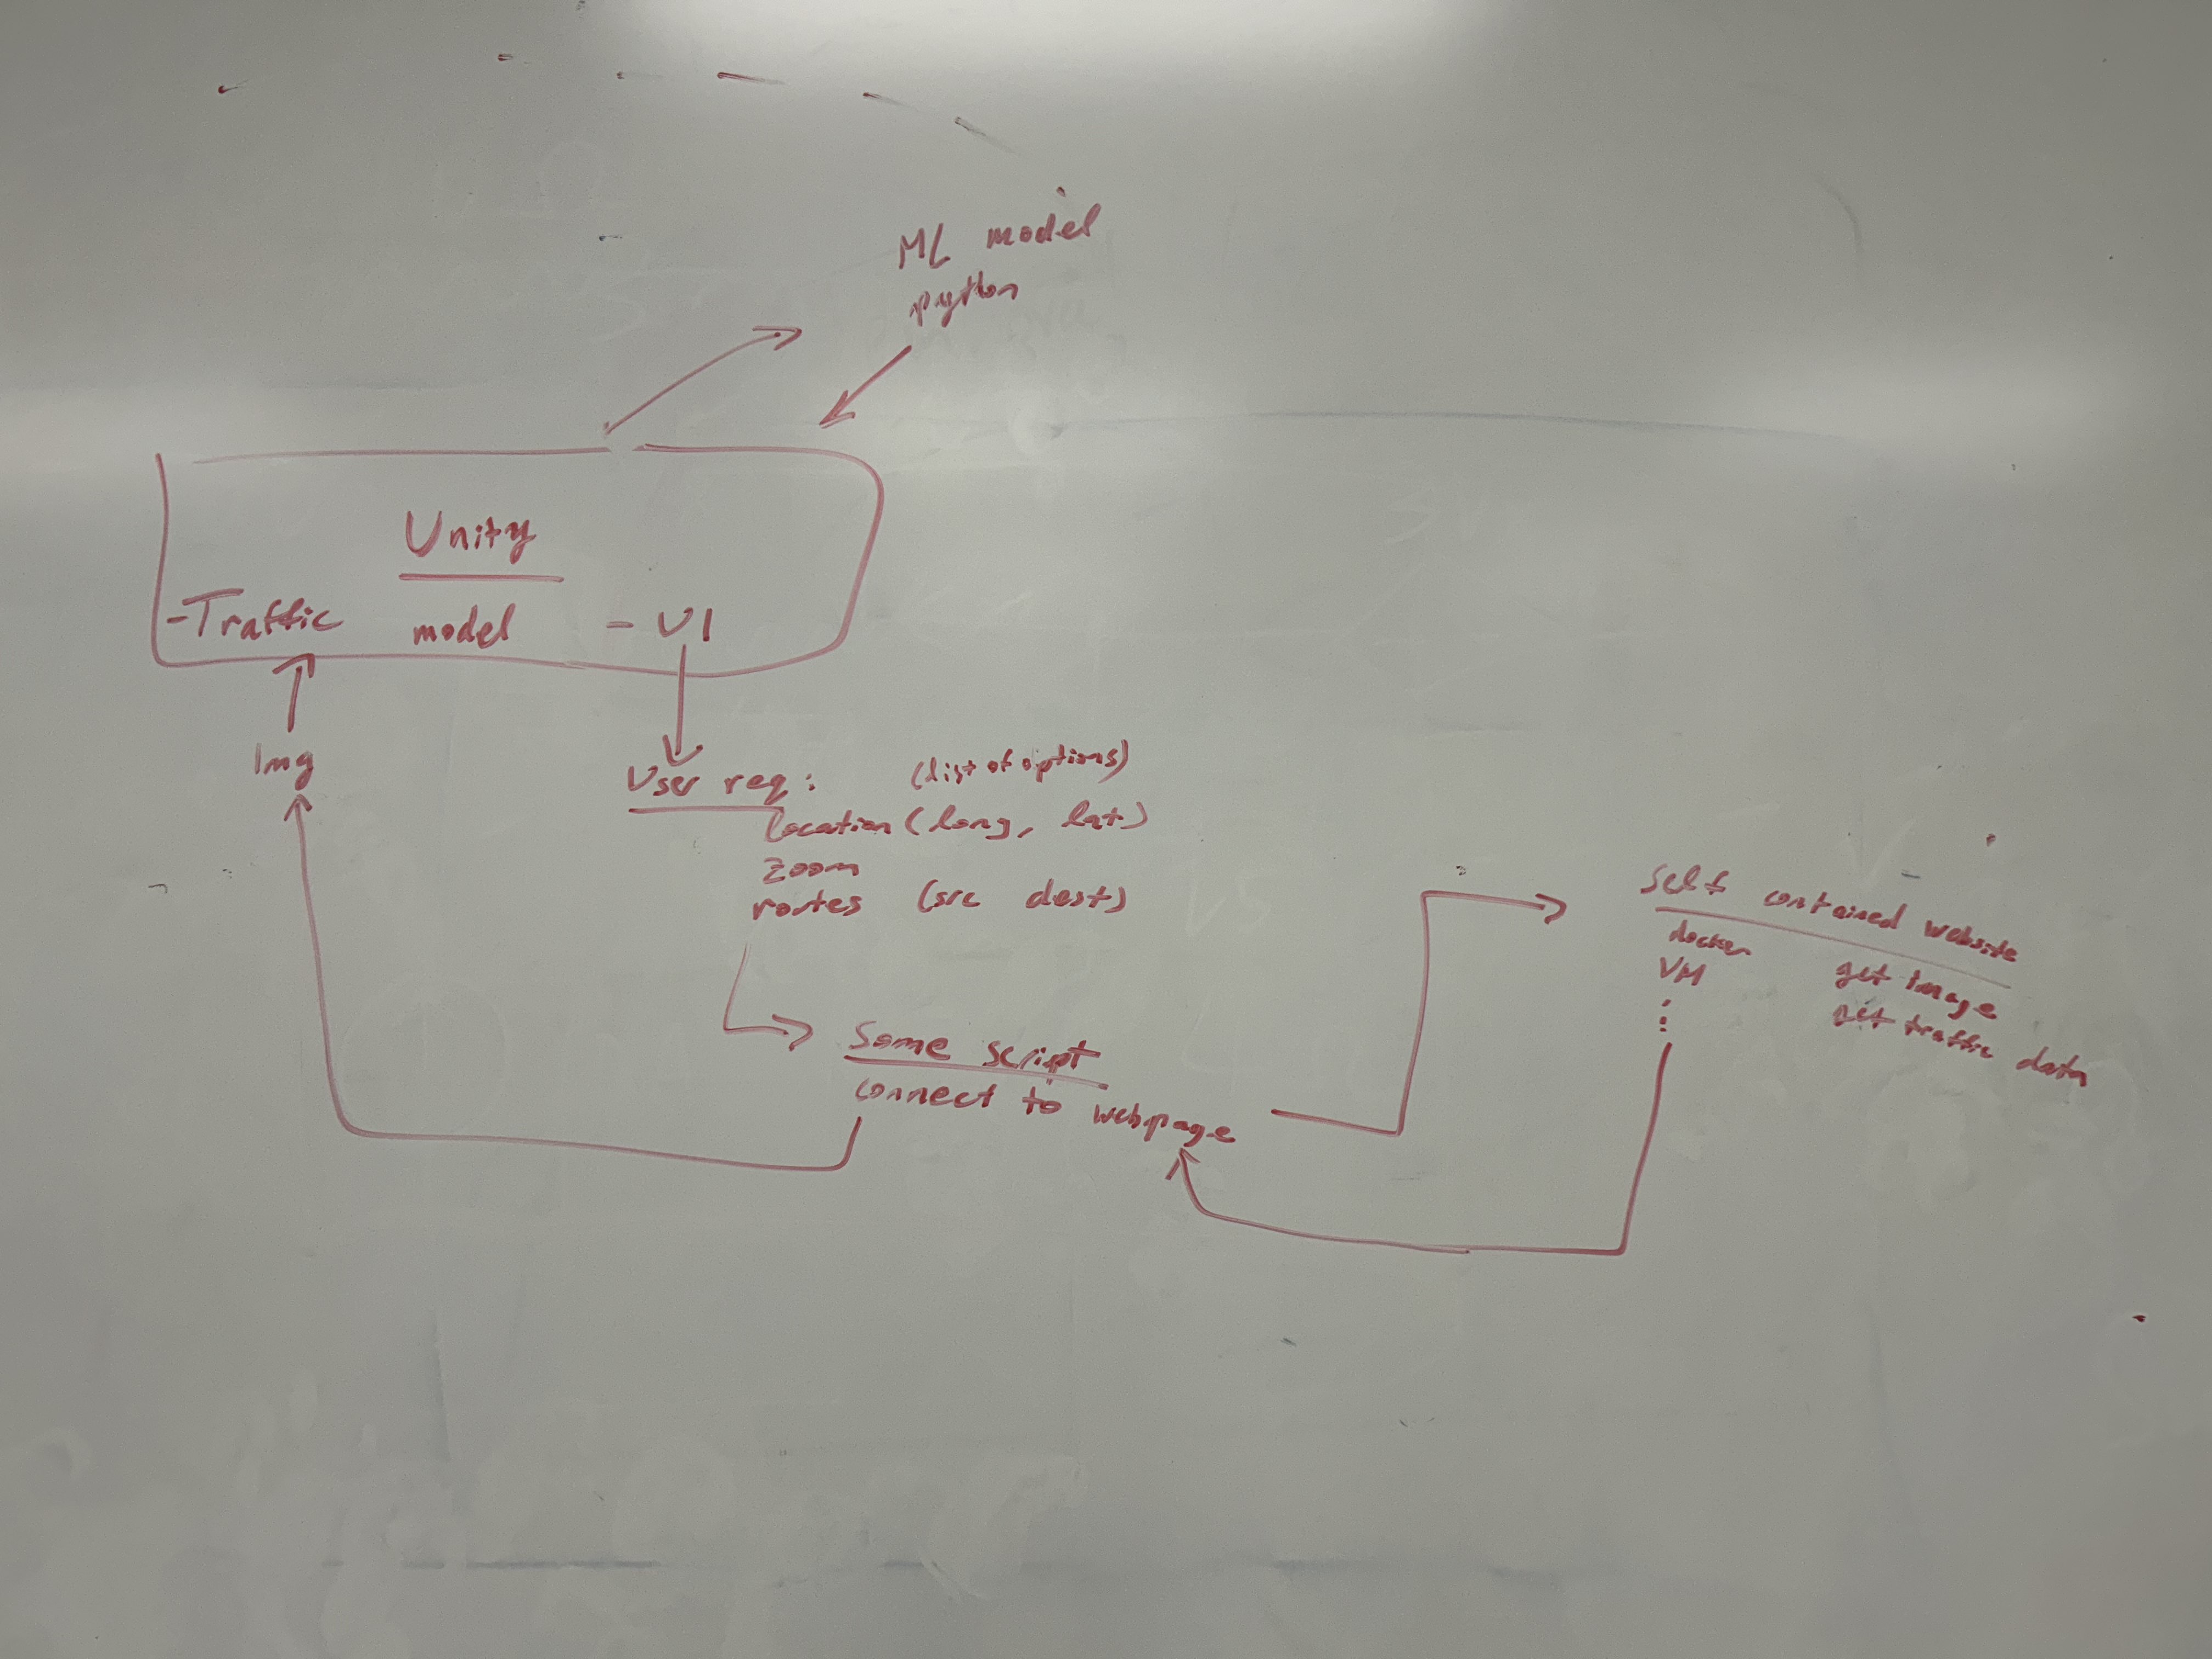 ML model
python
Unity
-Traffic model - UI
Img
User req: (list of options)
location (long, lat)
zoom
routes (src dest)
Some script
connect to webpage
self contained website
docker
VM
⋮
get image
get traffic data